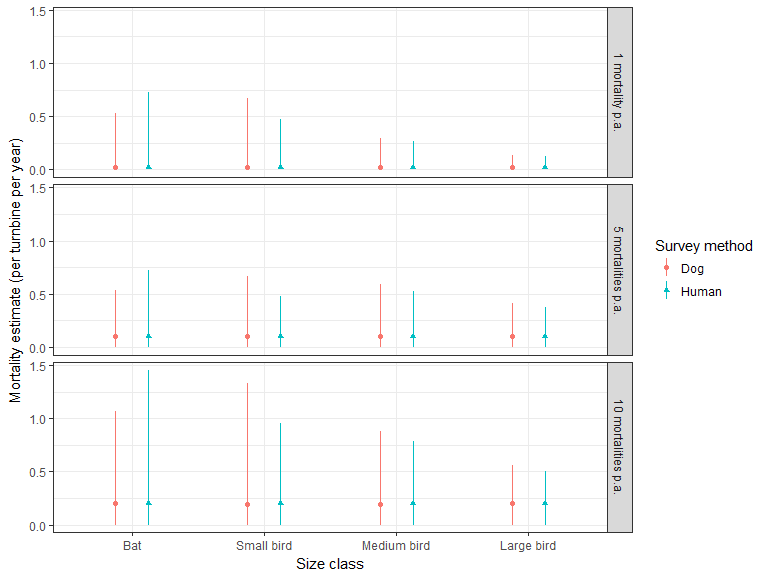 1.5
1.0
0.5
0.0
1 mortality p.a.
1.5
1.0
0.5
0.0
5 mortalities p.a.
1.5
1.0
0.5
0.0
10 mortalities p.a.
Mortality estimate (per turnbine per year)
Bat Small bird Medium bird Large bird
Size class
Survey method
Dog
Human